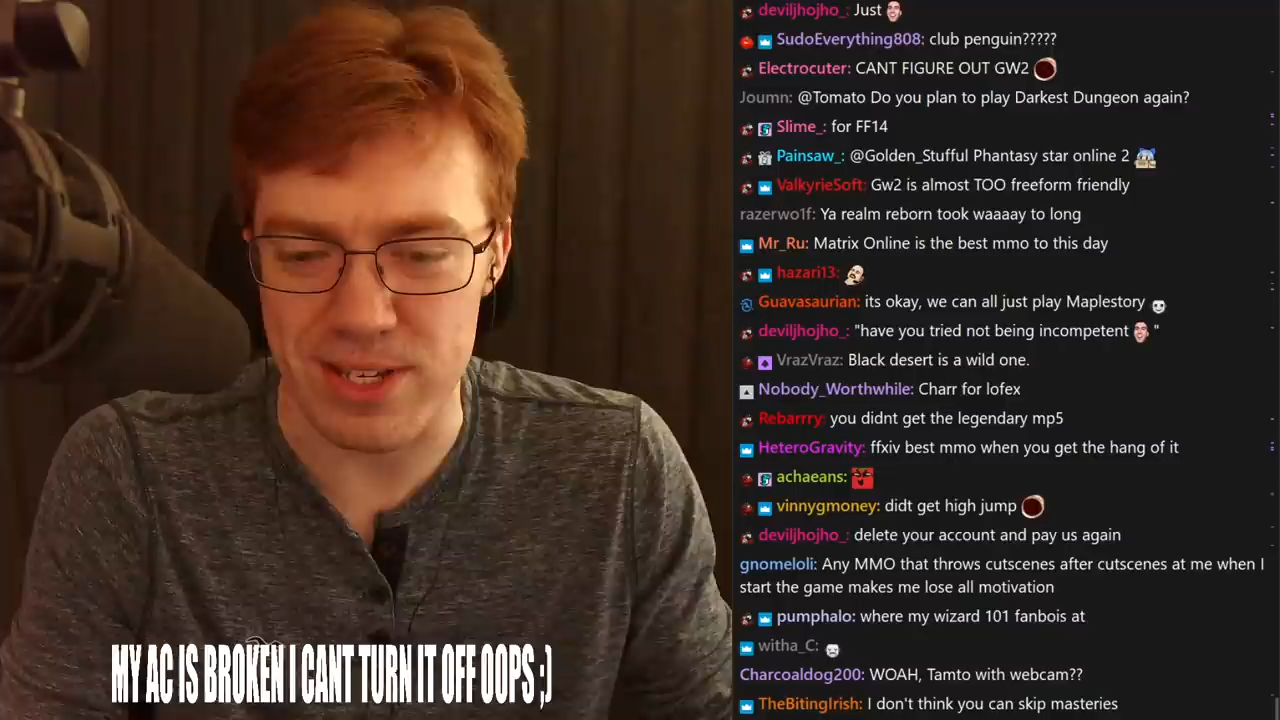 deviljhojho_: Just
SudoEverything808: club penguin?????
Electrocuter: CANT FIGURE OUT GW2
Joumn: @Tomato Do you plan to play Darkest Dungeon again?
Slime_: for FF14
Painsaw_: @Golden_Stufful Phantasy star online 2
ValkyrieSoft: Gw2 is almost TOO freeform friendly
razerwo1f: Ya realm reborn took waaaay to long
Mr_Ru: Matrix Online is the best mmo to this day
hazari13:
Guavasaurian: its okay, we can all just play Maplestory
deviljhojho_: "have you tried not being incompetent "
VrazVraz: Black desert is a wild one.
Nobody_Worthwhile: Charr for lofex
Rebarrry: you didnt get the legendary mp5
HeteroGravity: ffxiv best mmo when you get the hang of it
achaeans:
vinnygmoney: didt get high jump
deviljhojho_: delete your account and pay us again
gnomeloli: Any MMO that throws cutscenes after cutscenes at me when I
start the game makes me lose all motivation
pumphalo: where my wizard 101 fanbois at
witha_C:
Charcoaldog200: WOAH, Tamto with webcam??
TheBitingIrish: I don't think you can skip masteries
MY AC IS BROKEN I CANT TURN IT OFF OOPS ;)